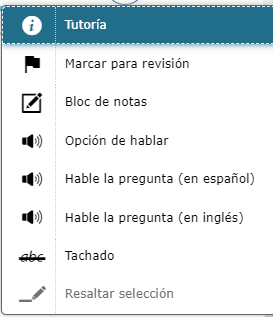 Tutoría
Marcar para revisión
Bloc de notas
Opción de hablar
Hable la pregunta (en español)
Hable la pregunta (en inglés)
abc Tachado
Resaltar selección